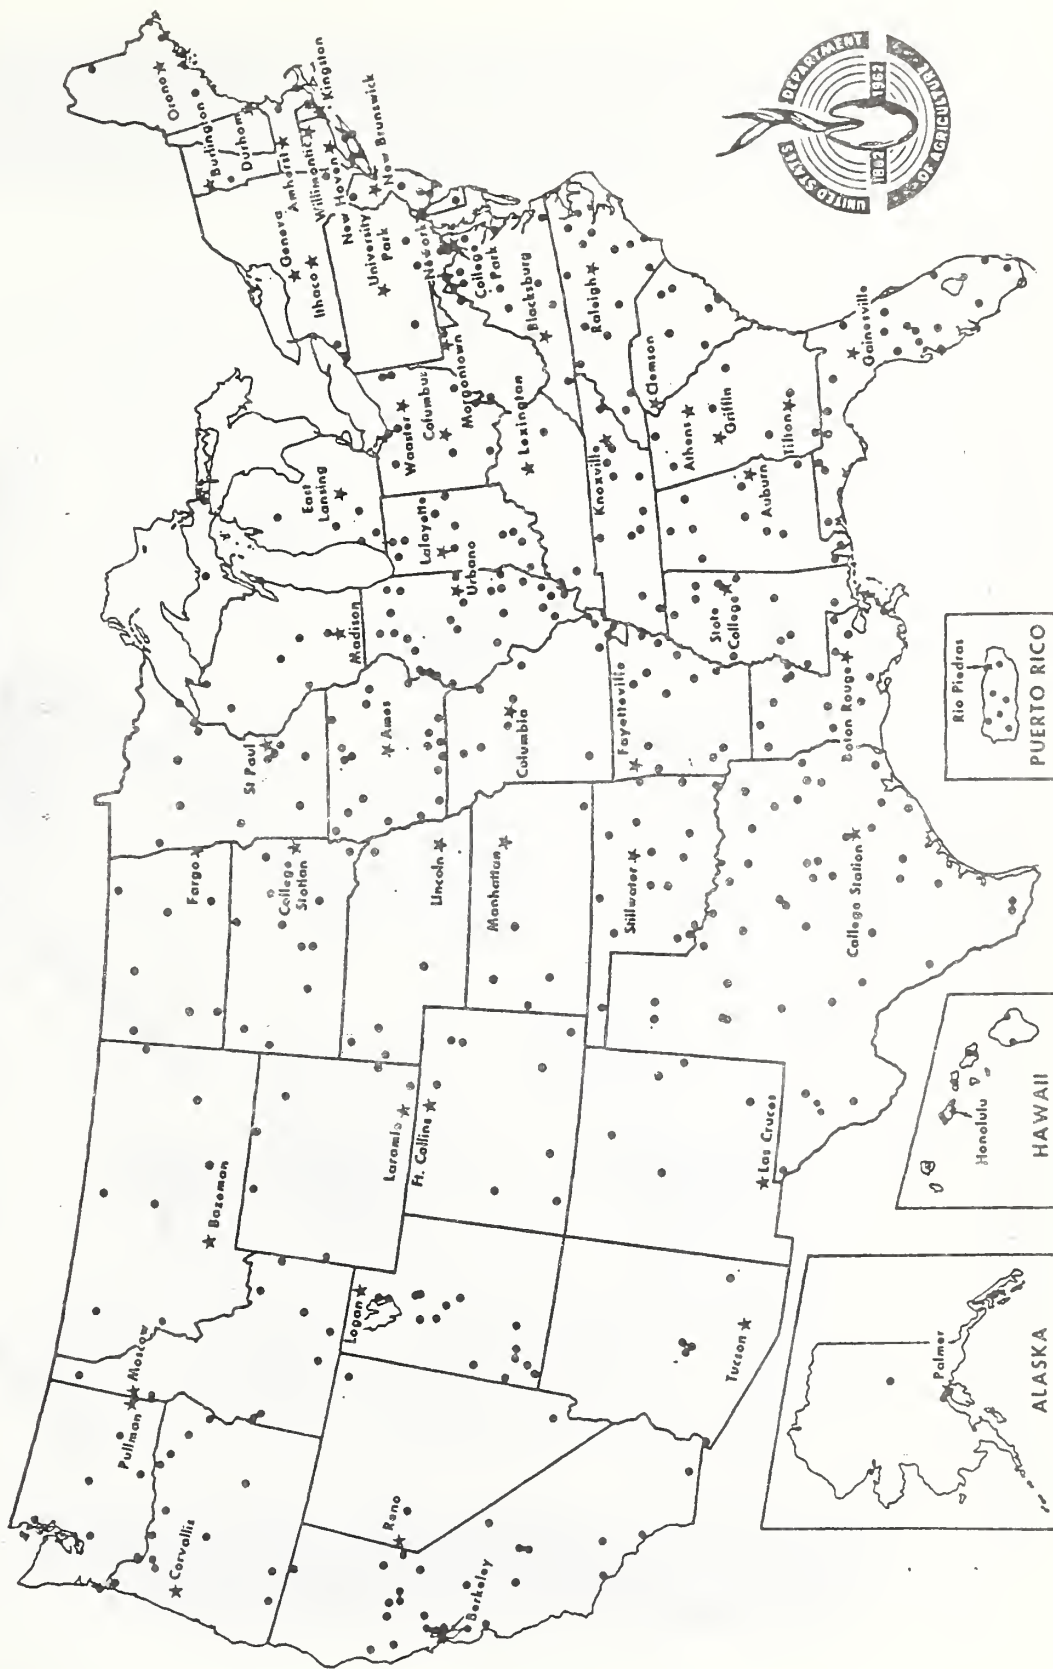 Pullman
Moscow
Corvallis
Reno
Berkeley
Logan
Tucson
Bozeman
Laramie
Ft. Collins
Las Cruces
Fargo
College
Station
Lincoln
Manhattan
Stillwater
College Station
St Paul
Ames
Columbia
Fayetteville
Baton Rouge
Madison
Urbana
State
College
East
Lansing
Lafayette
Wooster
Columbus
Morgantown
Lexington
Knoxville
Clemson
Athens
Griffin
Auburn
Tifton
Gainesville
Orono
Burlington
Durham
Geneva
Ithaca
Amherst
Willimantic
Kingston
New
Haven
New Brunswick
University
Park
Newark
College
Park
Blacksburg
Raleigh
Palmer
ALASKA
Honolulu
HAWAII
Rio Piedras
PUERTO RICO
UNITED STATES
DEPARTMENT
OF AGRICULTURE
1862
1962